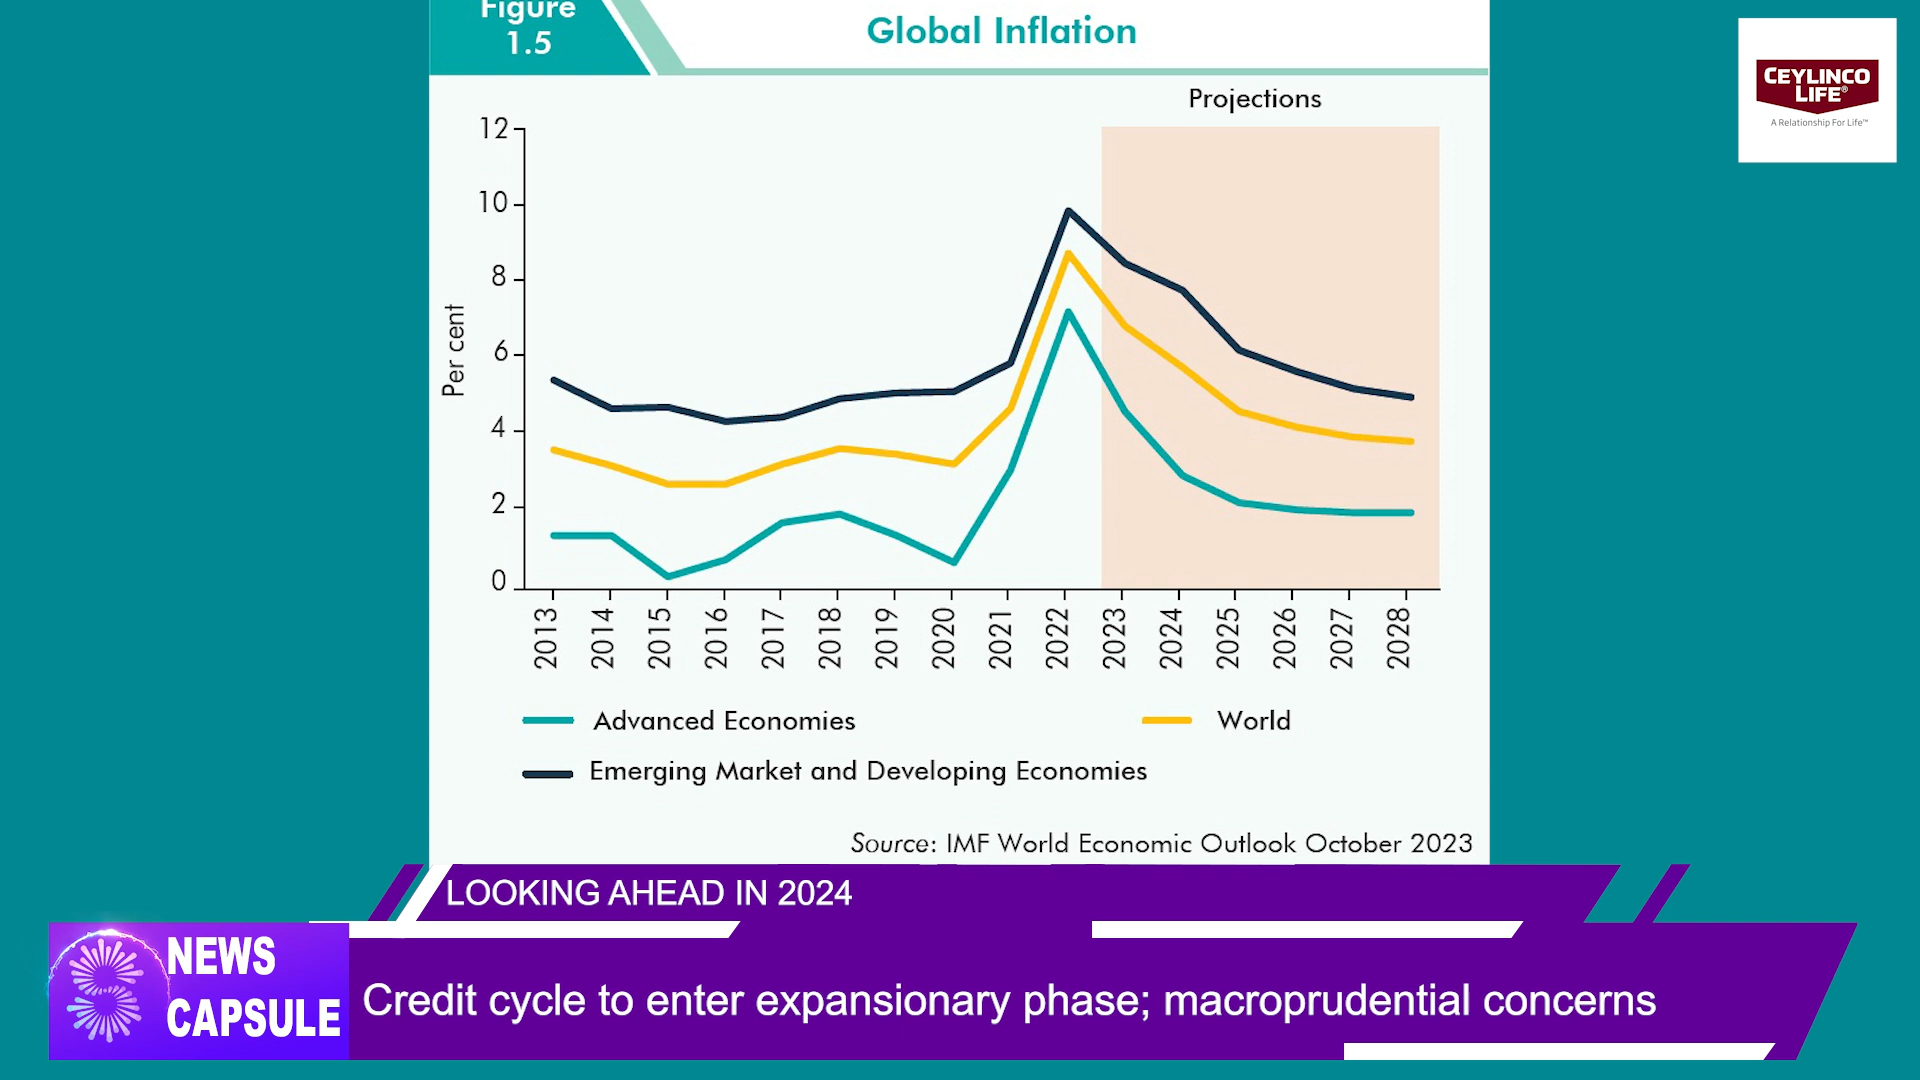 Figure
1.5
Global Inflation
CEYLINCO
LIFE®
A Relationship For Life™
Projections
12
10
8
6
4
2
0
Per cent
2013
2014
2015
2016
2017
2018
2019
2020
2021
2022
2023
2024
2025
2026
2027
2028
Advanced Economies
World
Emerging Market and Developing Economies
Source: IMF World Economic Outlook October 2023
LOOKING AHEAD IN 2024
NEWS
CAPSULE
Credit cycle to enter expansionary phase; macroprudential concerns